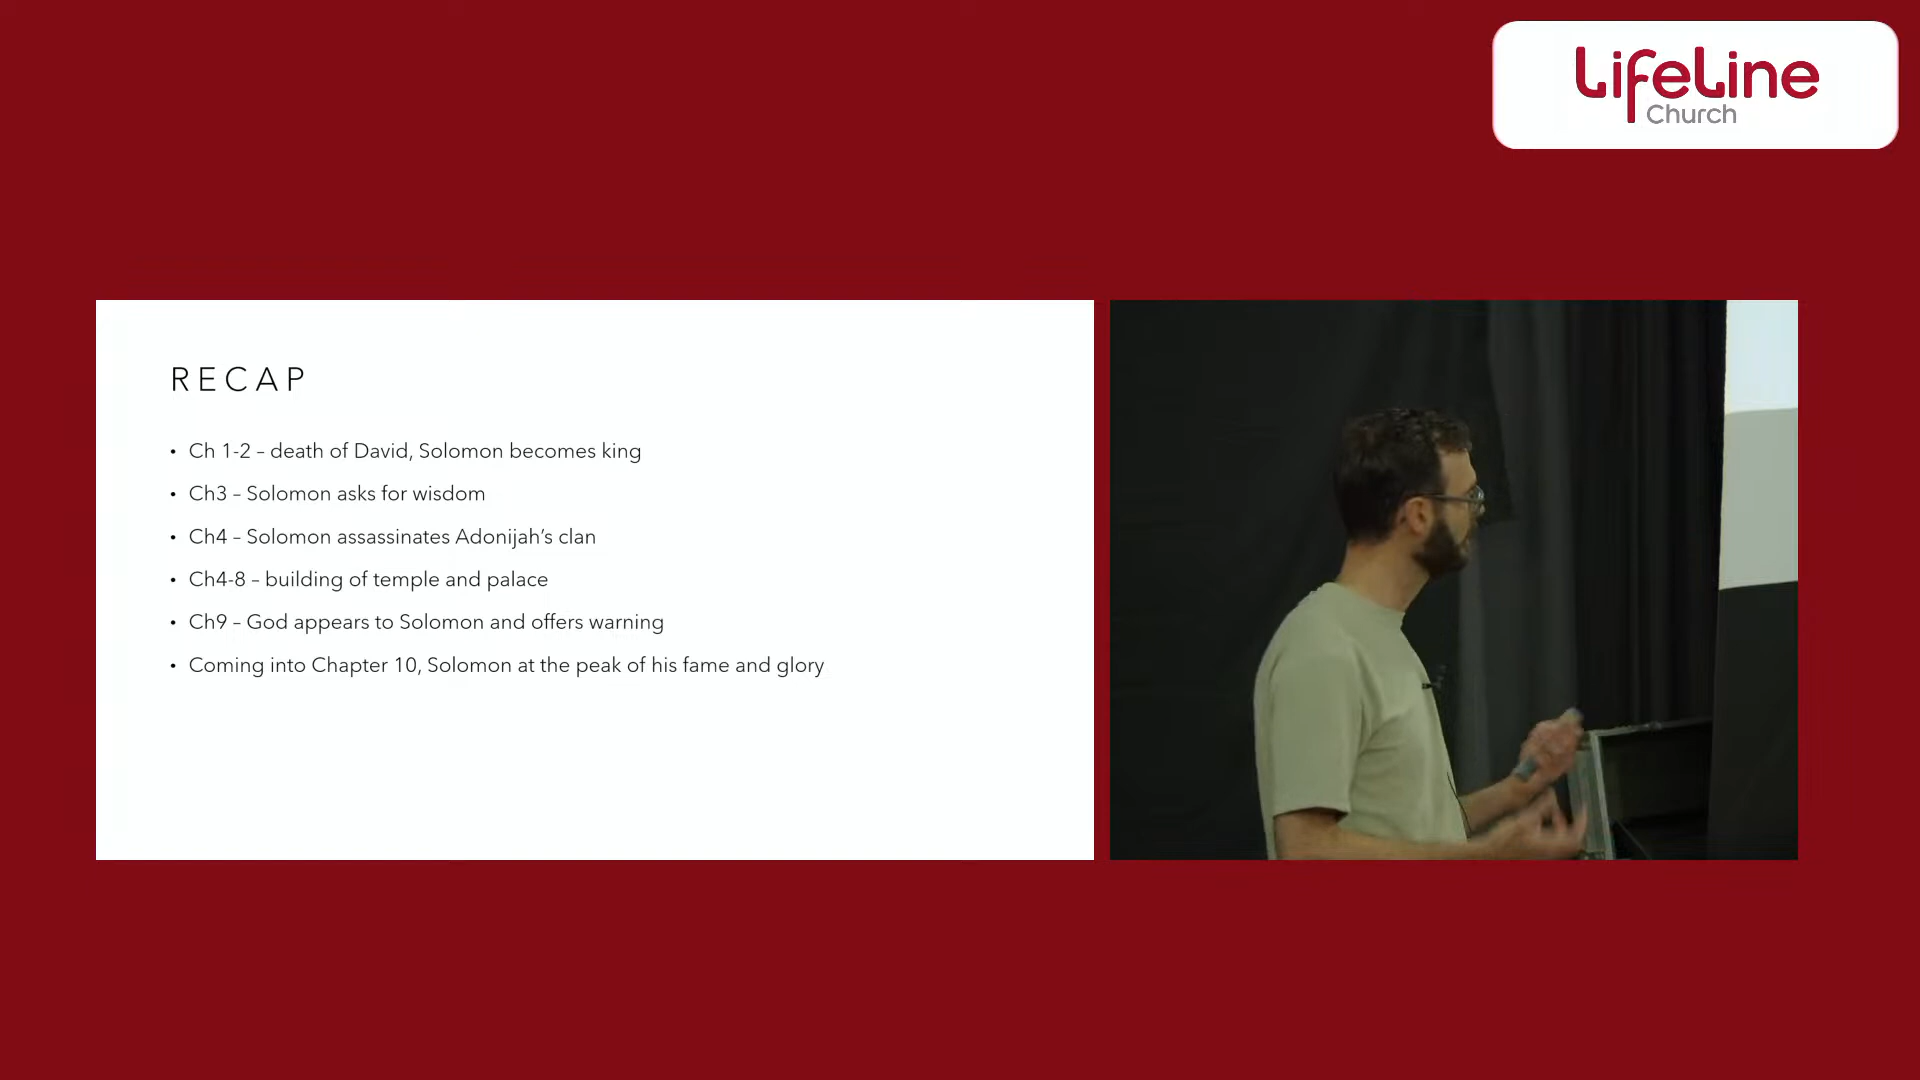 LifeLine
Church
RECAP
• Ch 1-2 – death of David, Solomon becomes king
• Ch3 – Solomon asks for wisdom
• Ch4 – Solomon assassinates Adonijah’s clan
• Ch4-8 – building of temple and palace
• Ch9 – God appears to Solomon and offers warning
• Coming into Chapter 10, Solomon at the peak of his fame and glory